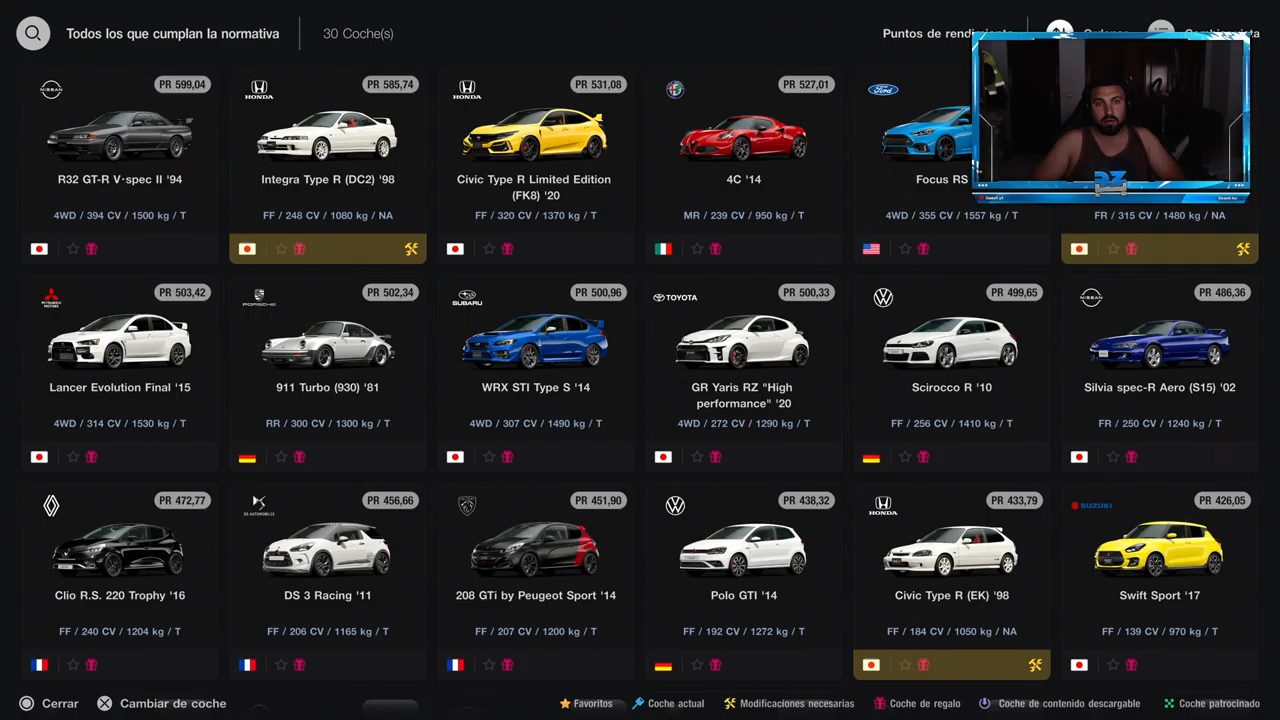 Todos los que cumplan la normativa
30 Coche(s)
Puntos de rendimiento
NISSAN
PR 599,04
R32 GT-R V·spec II '94
4WD / 394 CV / 1500 kg / T
HONDA
PR 585,74
Integra Type R (DC2) '98
FF / 248 CV / 1080 kg / NA
HONDA
PR 531,08
Civic Type R Limited Edition
(FK8) '20
FF / 320 CV / 1370 kg / T
PR 527,01
4C '14
MR / 239 CV / 950 kg / T
Ford
Focus RS
4WD / 355 CV / 1557 kg / T
FR / 315 CV / 1480 kg / NA
MITSUBISHI
MOTORS
PR 503,42
Lancer Evolution Final '15
4WD / 314 CV / 1530 kg / T
PORSCHE
PR 502,34
911 Turbo (930) '81
RR / 300 CV / 1300 kg / T
SUBARU
PR 500,96
WRX STI Type S '14
4WD / 307 CV / 1490 kg / T
TOYOTA
PR 500,33
GR Yaris RZ "High
performance" '20
4WD / 272 CV / 1290 kg / T
PR 499,65
Scirocco R '10
FF / 256 CV / 1410 kg / T
NISSAN
PR 486,36
Silvia spec-R Aero (S15) '02
FR / 250 CV / 1240 kg / T
PR 472,77
Clio R.S. 220 Trophy '16
FF / 240 CV / 1204 kg / T
DS AUTOMOBILES
PR 456,66
DS 3 Racing '11
FF / 206 CV / 1165 kg / T
PR 451,90
208 GTi by Peugeot Sport '14
FF / 207 CV / 1200 kg / T
PR 438,32
Polo GTI '14
FF / 192 CV / 1272 kg / T
HONDA
PR 433,79
Civic Type R (EK) '98
FF / 184 CV / 1050 kg / NA
SUZUKI
PR 426,05
Swift Sport '17
FF / 139 CV / 970 kg / T
Cerrar
Cambiar de coche
Favoritos
Coche actual
Modificaciones necesarias
Coche de regalo
Coche de contenido descargable
Coche patrocinado